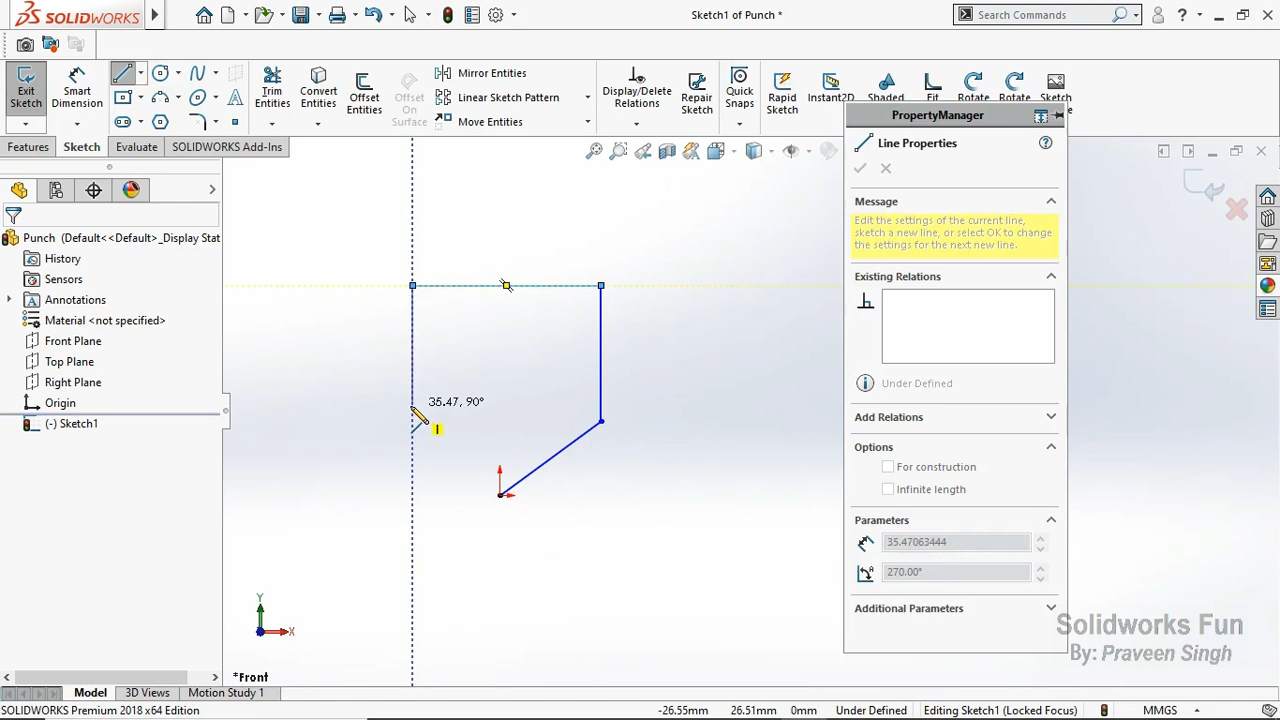 SOLIDWORKS
Sketch1 of Punch *
Search Commands
Exit Sketch
Smart Dimension
Trim Entities
Convert Entities
Offset Entities
Offset On Surface
Mirror Entities
Linear Sketch Pattern
Move Entities
Display/Delete Relations
Repair Sketch
Quick Snaps
Rapid Sketch
Instant2D
Shaded
Fit
Rotate
Rotate
Sketch
Features
Sketch
Evaluate
SOLIDWORKS Add-Ins
Punch (Default<<Default>_Display Stat
History
Sensors
Annotations
Material <not specified>
Front Plane
Top Plane
Right Plane
Origin
(-) Sketch1
35.47, 90°
Y
X
*Front
PropertyManager
Line Properties
Message
Edit the settings of the current line,
sketch a new line, or select OK to change
the settings for the next new line.
Existing Relations
Under Defined
Add Relations
Options
For construction
Infinite length
Parameters
35.47063444
270.00°
Additional Parameters
Solidworks Fun
By: Praveen Singh
Model
3D Views
Motion Study 1
SOLIDWORKS Premium 2018 x64 Edition
-26.55mm
26.51mm
0mm
Under Defined
Editing Sketch1 (Locked Focus)
MMGS